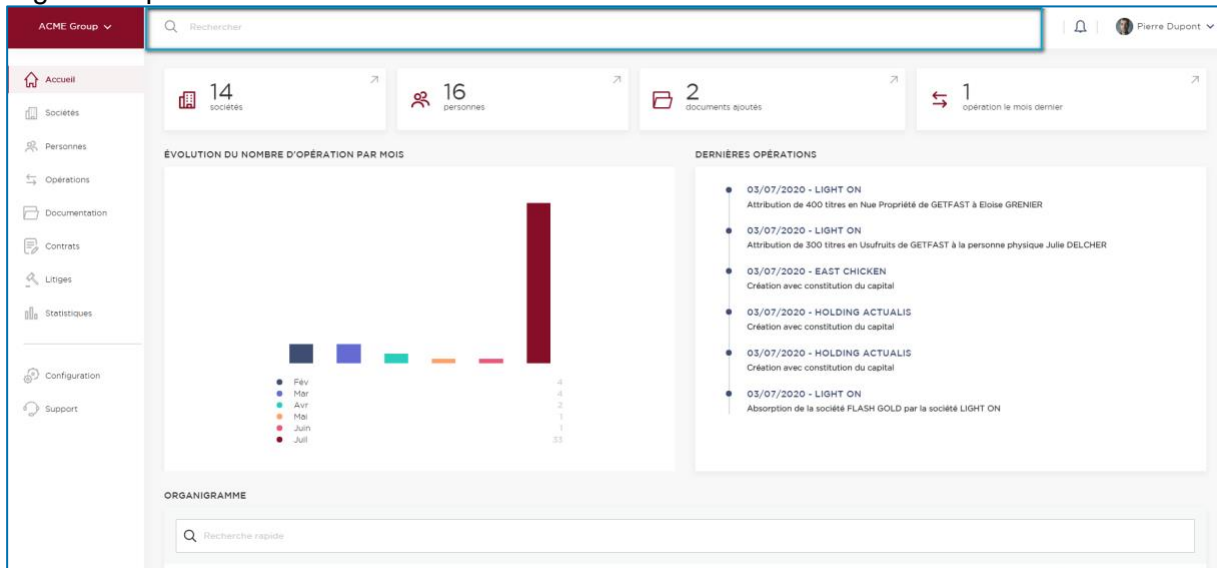 ACME Group
Rechercher
Pierre Dupont
Accueil
Sociétés
Personnes
Opérations
Documentation
Contrats
Litiges
Statistiques
Configuration
Support
14
sociétés
16
personnes
2
documents ajoutés
1
opération le mois dernier
ÉVOLUTION DU NOMBRE D'OPÉRATION PAR MOIS
Fév 4
Mar 4
Avr 2
Mai 1
Juin 1
Juil 33
DERNIÈRES OPÉRATIONS
03/07/2020 - LIGHT ON
Attribution de 400 titres en Nue Propriété de GETFAST à Eloise GRENIER
03/07/2020 - LIGHT ON
Attribution de 300 titres en Usufruits de GETFAST à la personne physique Julie DELCHER
03/07/2020 - EAST CHICKEN
Création avec constitution du capital
03/07/2020 - HOLDING ACTUALIS
Création avec constitution du capital
03/07/2020 - HOLDING ACTUALIS
Création avec constitution du capital
03/07/2020 - LIGHT ON
Absorption de la société FLASH GOLD par la société LIGHT ON
ORGANIGRAMME
Recherche rapide